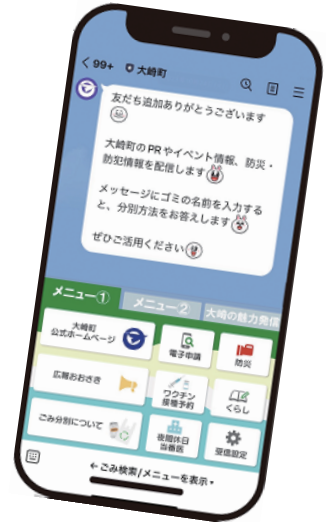 99+ 大崎町
友だち追加ありがとうございます
大崎町のPRやイベント情報、防災・
防犯情報を配信します
メッセージにゴミの名前を入力する
と、分別方法をお答えします
ぜひご活用ください
メニュー① メニュー② 大崎の魅力発信
大崎町
公式ホームページ
電子申請
防災
広報おおさき
ワクチン
接種予約
くらし
ごみ分別について
夜間休日
当番医
受信設定
←ごみ検索/メニューを表示▾